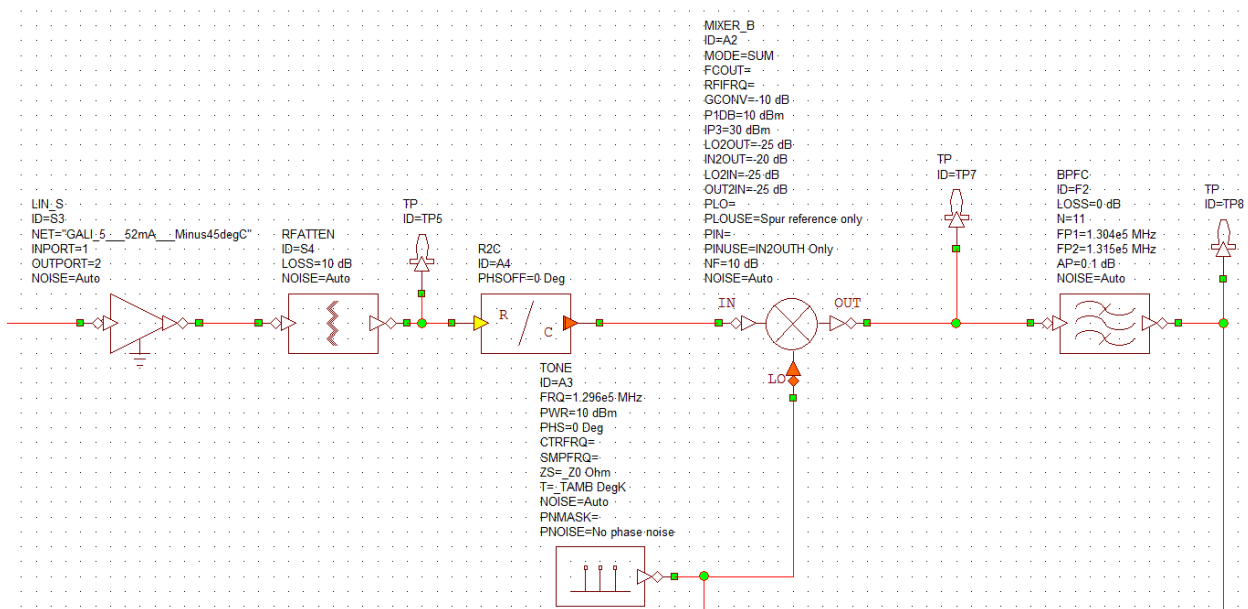 MIXER_B
ID=A2
MODE=SUM
FCOUT=
RFIFRQ=
GCONV=-10 dB
P1DB=10 dBm
IP3=30 dBm
LO2OUT=-25 dB
IN2OUT=-20 dB
LO2IN=-25 dB
OUT2IN=-25 dB
PLO=
PLOUSE=Spur reference only
PIN=
PINUSE=IN2OUTH Only
NF=10 dB
NOISE=Auto
TP
ID=TP7
BPFC
ID=F2
LOSS=0 dB
N=11
FP1=1.304e5 MHz
FP2=1.315e5 MHz
AP=0.1 dB
NOISE=Auto
TP
ID=TP8
LIN_S
ID=S3
NET="GALI_5___52mA___Minus45degC"
INPORT=1
OUTPORT=2
NOISE=Auto
RFATTEN
ID=S4
LOSS=10 dB
NOISE=Auto
TP
ID=TP5
R2C
ID=A4
PHSOFF=0 Deg
R
C
IN
OUT
LO
TONE
ID=A3
FRQ=1.296e5 MHz
PWR=10 dBm
PHS=0 Deg
CTRFRQ=
SMPFRQ=
ZS=_Z0 Ohm
T=_TAMB DegK
NOISE=Auto
PNMASK=
PNOISE=No phase noise